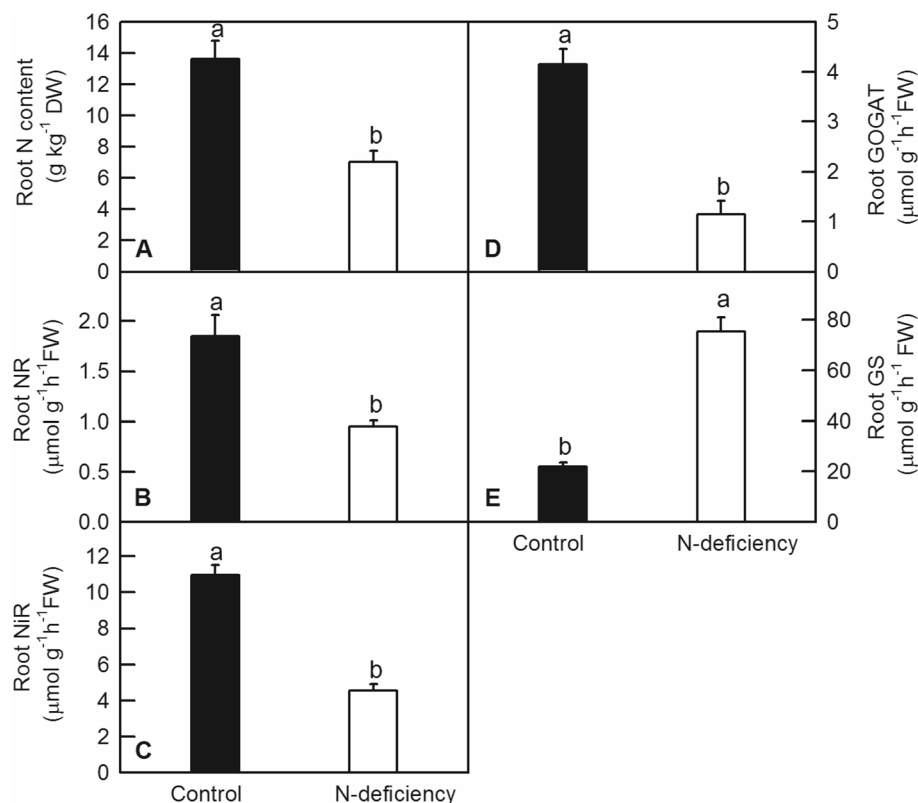 Root N content
(g kg⁻¹ DW)
16
14
12
10
8
6
4
2
0
a
b
A
a
b
D
5
4
3
2
1
0
Root GOGAT
(μmol g⁻¹h⁻¹FW)
Root NR
(μmol g⁻¹h⁻¹FW)
2.0
1.5
1.0
0.5
0.0
a
b
B
b
a
E
80
60
40
20
0
Root GS
(μmol g⁻¹h⁻¹ FW)
Control N-deficiency
Root NiR
(μmol g⁻¹h⁻¹FW)
12
10
8
6
4
2
0
a
b
C
Control N-deficiency